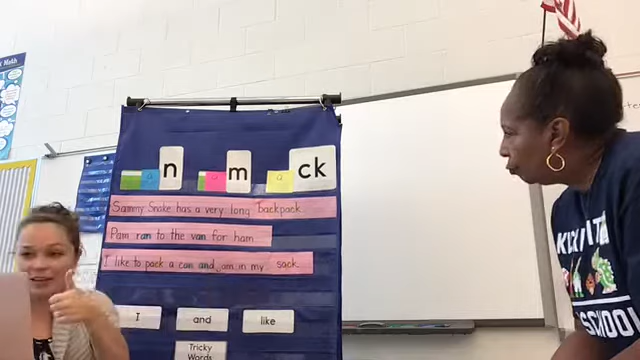 a n a m a ck
Sammy Snake has a very long backpack.
Pam ran to the van for ham
I like to pack a can and jam in my sack.
I and like
Tricky
Words